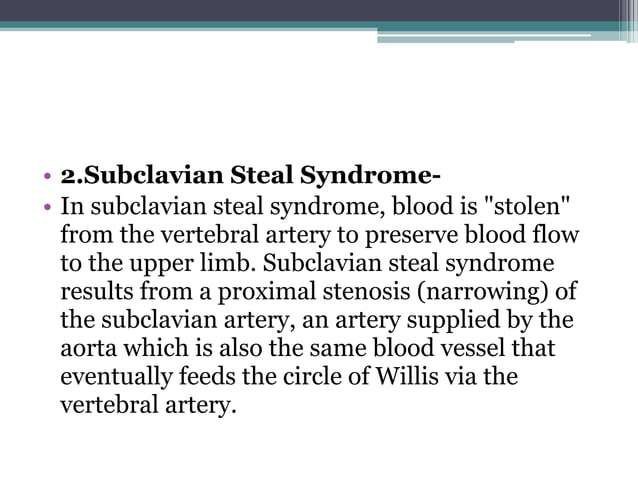 • 2.Subclavian Steal Syndrome-
• In subclavian steal syndrome, blood is "stolen"
from the vertebral artery to preserve blood flow
to the upper limb. Subclavian steal syndrome
results from a proximal stenosis (narrowing) of
the subclavian artery, an artery supplied by the
aorta which is also the same blood vessel that
eventually feeds the circle of Willis via the
vertebral artery.